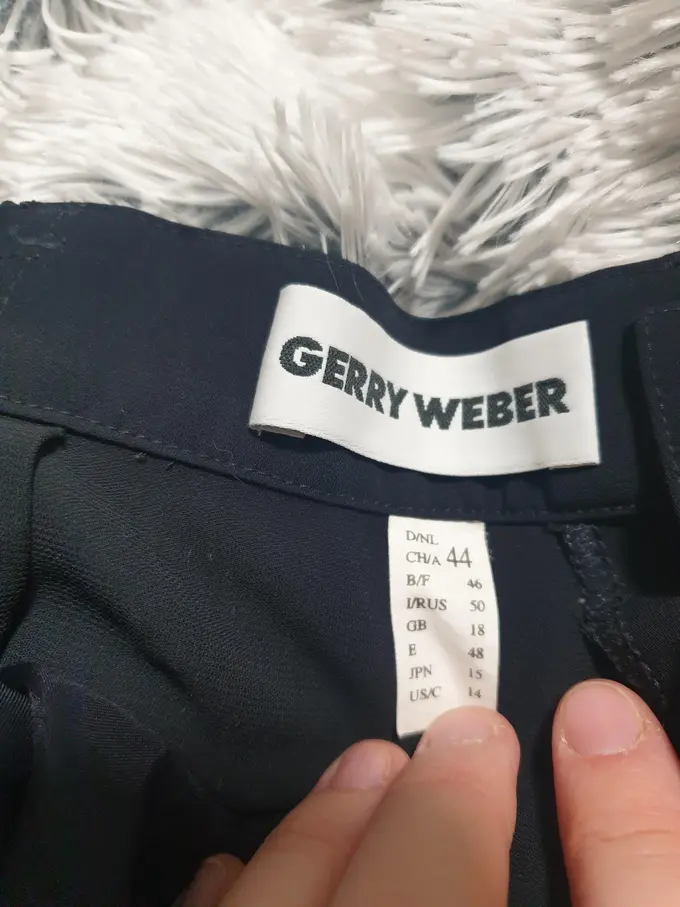 GERRY WEBER
D/NL
CH/A 44
B/F 46
I/RUS 50
GB 18
E 48
JPN 15
US/C 14